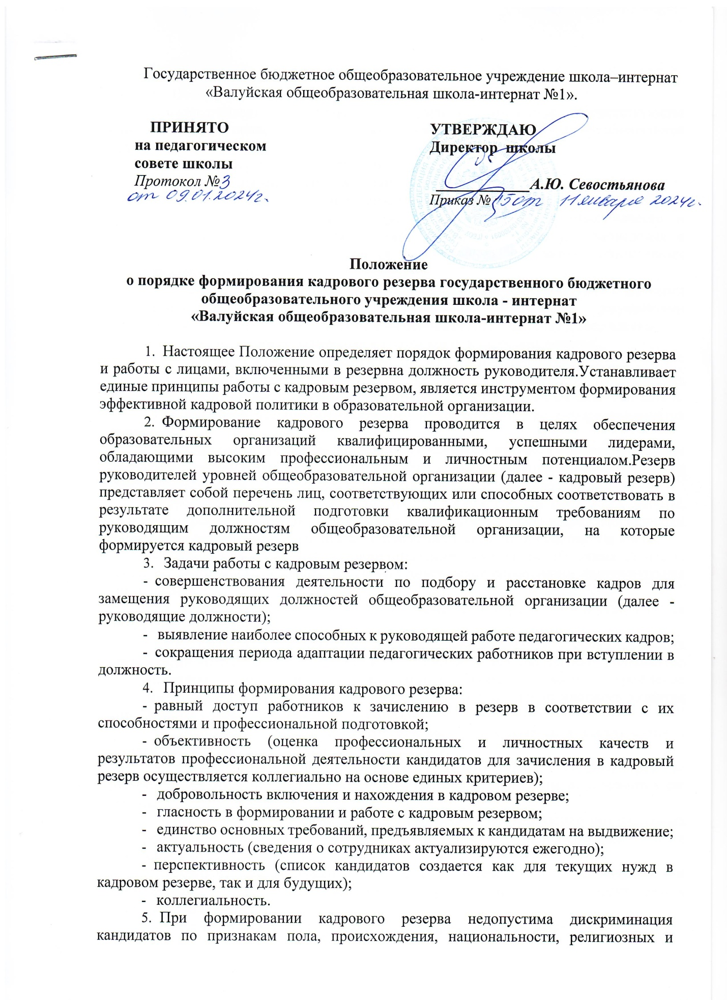 Государственное бюджетное общеобразовательное учреждение школа–интернат
«Валуйская общеобразовательная школа-интернат №1».
ПРИНЯТО
на педагогическом
совете школы
Протокол №3
от 09.01.2024г.
УТВЕРЖДАЮ
Директор школы
А.Ю. Севостьянова
Приказ № 15 от 11 января 2024г.
Положение
о порядке формирования кадрового резерва государственного бюджетного
общеобразовательного учреждения школа - интернат
«Валуйская общеобразовательная школа-интернат №1»
1. Настоящее Положение определяет порядок формирования кадрового резерва
и работы с лицами, включенными в резервна должность руководителя.Устанавливает
единые принципы работы с кадровым резервом, является инструментом формирования
эффективной кадровой политики в образовательной организации.
2. Формирование кадрового резерва проводится в целях обеспечения
образовательных организаций квалифицированными, успешными лидерами,
обладающими высоким профессиональным и личностным потенциалом.Резерв
руководителей уровней общеобразовательной организации (далее - кадровый резерв)
представляет собой перечень лиц, соответствующих или способных соответствовать в
результате дополнительной подготовки квалификационным требованиям по
руководящим должностям общеобразовательной организации, на которые
формируется кадровый резерв
3. Задачи работы с кадровым резервом:
- совершенствования деятельности по подбору и расстановке кадров для
замещения руководящих должностей общеобразовательной организации (далее -
руководящие должности);
- выявление наиболее способных к руководящей работе педагогических кадров;
- сокращения периода адаптации педагогических работников при вступлении в
должность.
4. Принципы формирования кадрового резерва:
- равный доступ работников к зачислению в резерв в соответствии с их
способностями и профессиональной подготовкой;
- объективность (оценка профессиональных и личностных качеств и
результатов профессиональной деятельности кандидатов для зачисления в кадровый
резерв осуществляется коллегиально на основе единых критериев);
- добровольность включения и нахождения в кадровом резерве;
- гласность в формировании и работе с кадровым резервом;
- единство основных требований, предъявляемых к кандидатам на выдвижение;
- актуальность (сведения о сотрудниках актуализируются ежегодно);
- перспективность (список кандидатов создается как для текущих нужд в
кадровом резерве, так и для будущих);
- коллегиальность.
5. При формировании кадрового резерва недопустима дискриминация
кандидатов по признакам пола, происхождения, национальности, религиозных и